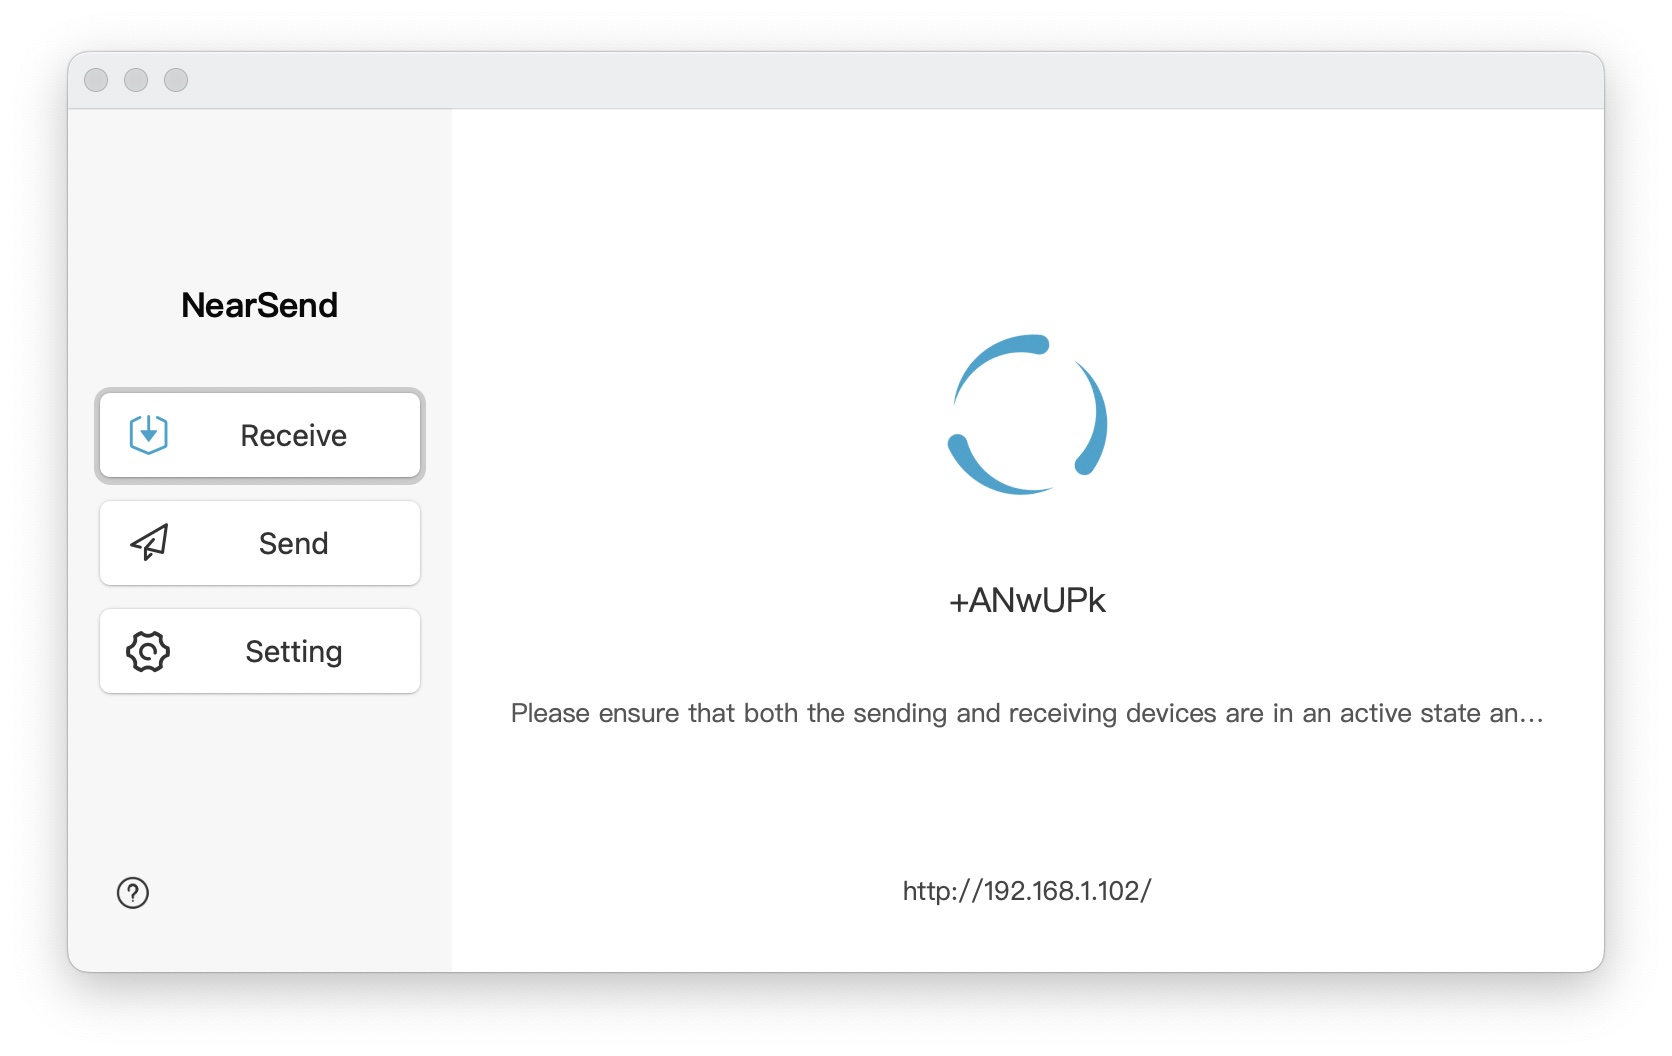 NearSend
Receive
Send
Setting
+ANwUPk
Please ensure that both the sending and receiving devices are in an active state an...
http://192.168.1.102/